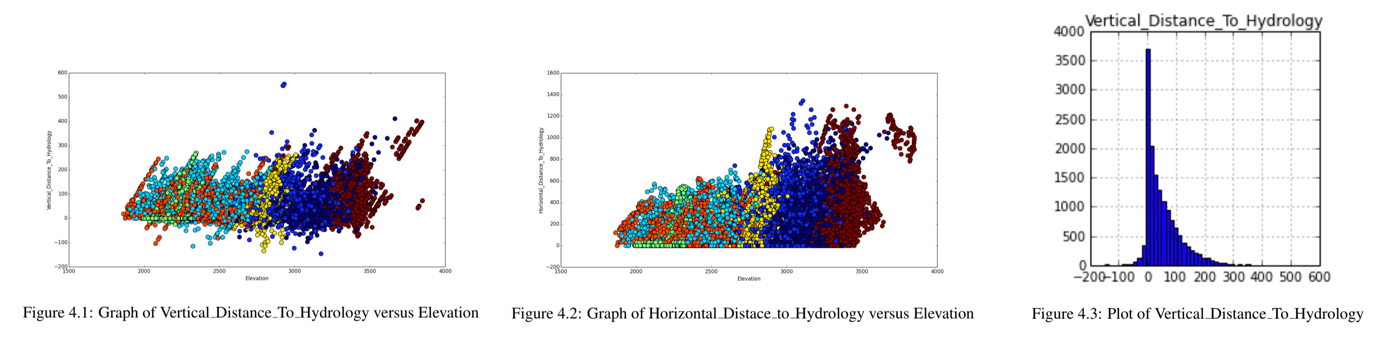 600
500
400
300
200
100
0
−100
−200
1500 2000 2500 3000 3500 4000
Vertical_Distance_To_Hydrology
Elevation
Figure 4.1: Graph of Vertical_Distance_To_Hydrology versus Elevation
1600
1400
1200
1000
800
600
400
200
0
−200
1500 2000 2500 3000 3500 4000
Horizontal_Distance_To_Hydrology
Elevation
Figure 4.2: Graph of Horizontal_Distace_to_Hydrology versus Elevation
Vertical_Distance_To_Hydrology
4000
3500
3000
2500
2000
1500
1000
500
0
−200 −100 0 100 200 300 400 500 600
Figure 4.3: Plot of Vertical_Distance_To_Hydrology